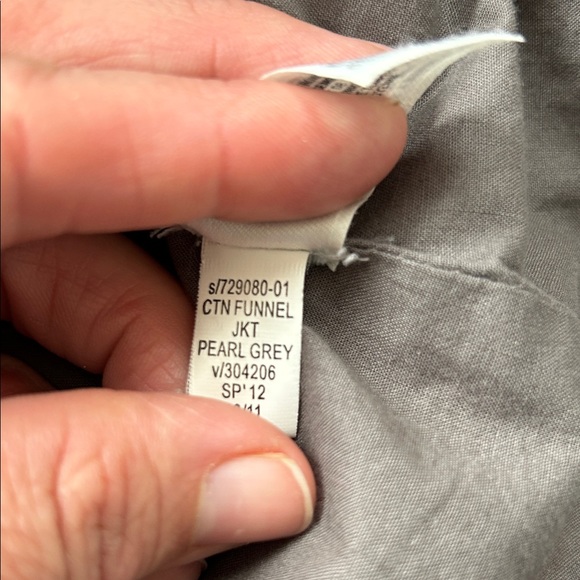 s/729080-01
CTN FUNNEL
JKT
PEARL GREY
v/304206
SP'12